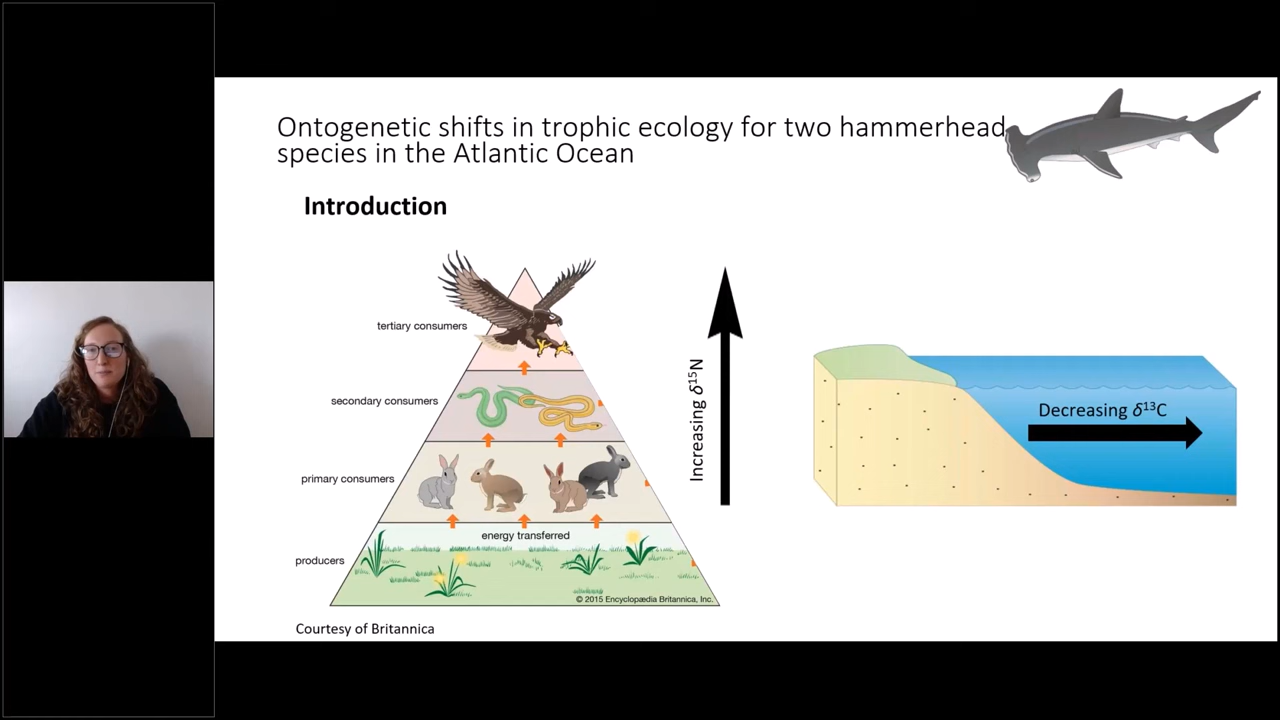 Ontogenetic shifts in trophic ecology for two hammerhead
species in the Atlantic Ocean
Introduction
tertiary consumers
secondary consumers
primary consumers
energy transferred
producers
© 2015 Encyclopædia Britannica, Inc.
Courtesy of Britannica
Increasing δ¹⁵N
Decreasing δ¹³C